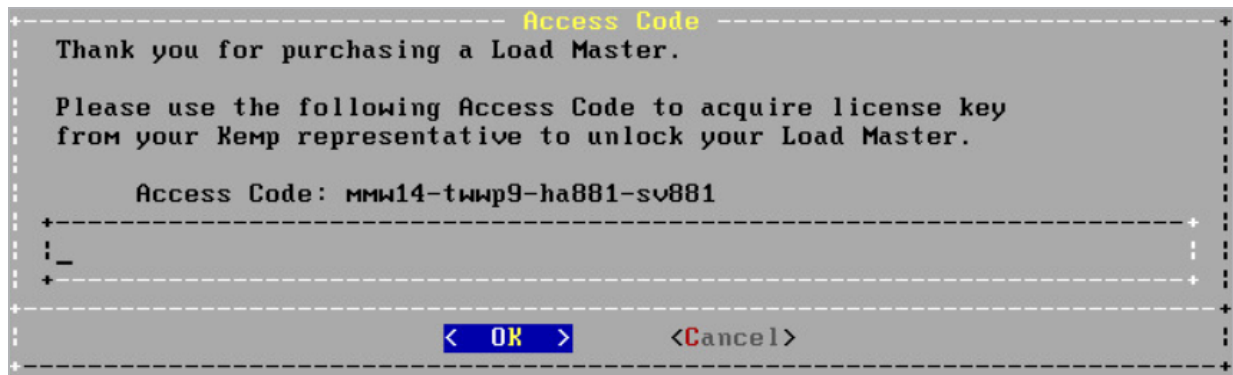 Access Code
Thank you for purchasing a Load Master.
Please use the following Access Code to acquire license key
from your Kemp representative to unlock your Load Master.
Access Code: mmw14-twwp9-ha881-sv881
_
< OK > <Cancel>